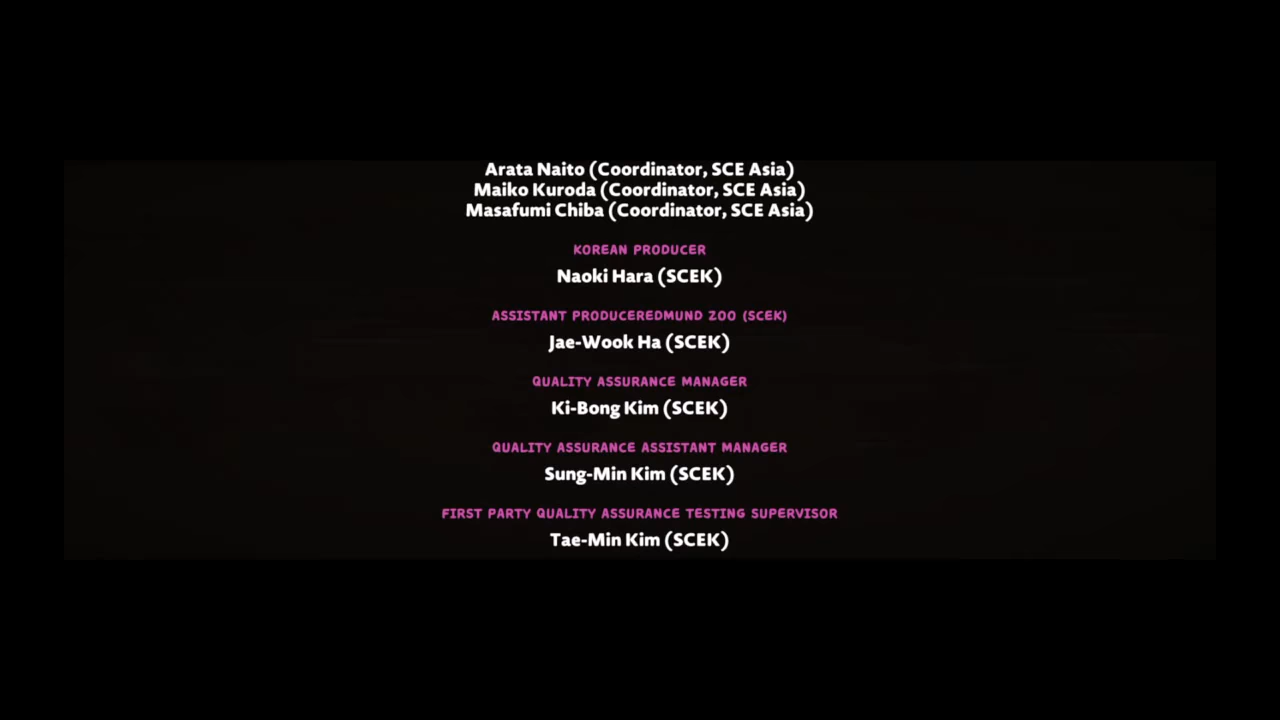 Arata Naito (Coordinator, SCE Asia)
Maiko Kuroda (Coordinator, SCE Asia)
Masafumi Chiba (Coordinator, SCE Asia)
KOREAN PRODUCER
Naoki Hara (SCEK)
ASSISTANT PRODUCEREDMUND ZOO (SCEK)
Jae-Wook Ha (SCEK)
QUALITY ASSURANCE MANAGER
Ki-Bong Kim (SCEK)
QUALITY ASSURANCE ASSISTANT MANAGER
Sung-Min Kim (SCEK)
FIRST PARTY QUALITY ASSURANCE TESTING SUPERVISOR
Tae-Min Kim (SCEK)